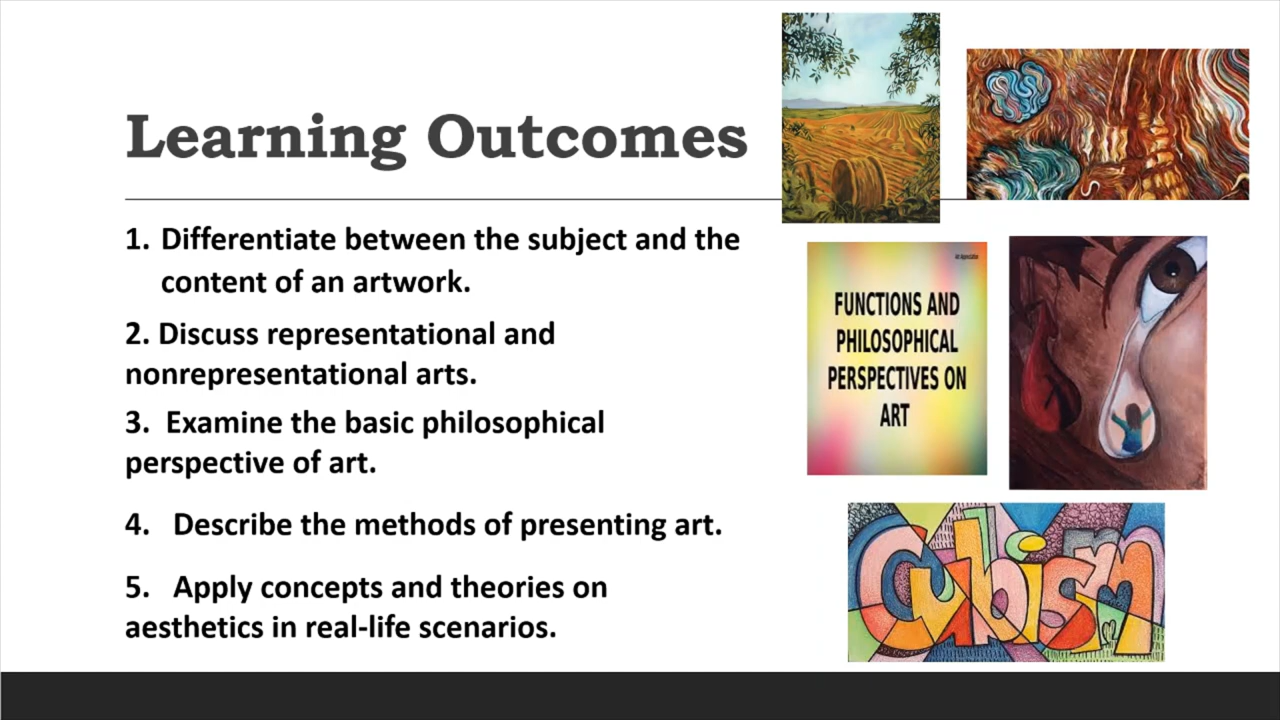 Learning Outcomes
1. Differentiate between the subject and the
content of an artwork.
2. Discuss representational and
nonrepresentational arts.
3. Examine the basic philosophical
perspective of art.
4. Describe the methods of presenting art.
5. Apply concepts and theories on
aesthetics in real-life scenarios.
Art Appreciation
FUNCTIONS AND
PHILOSOPHICAL
PERSPECTIVES ON
ART
Cubism